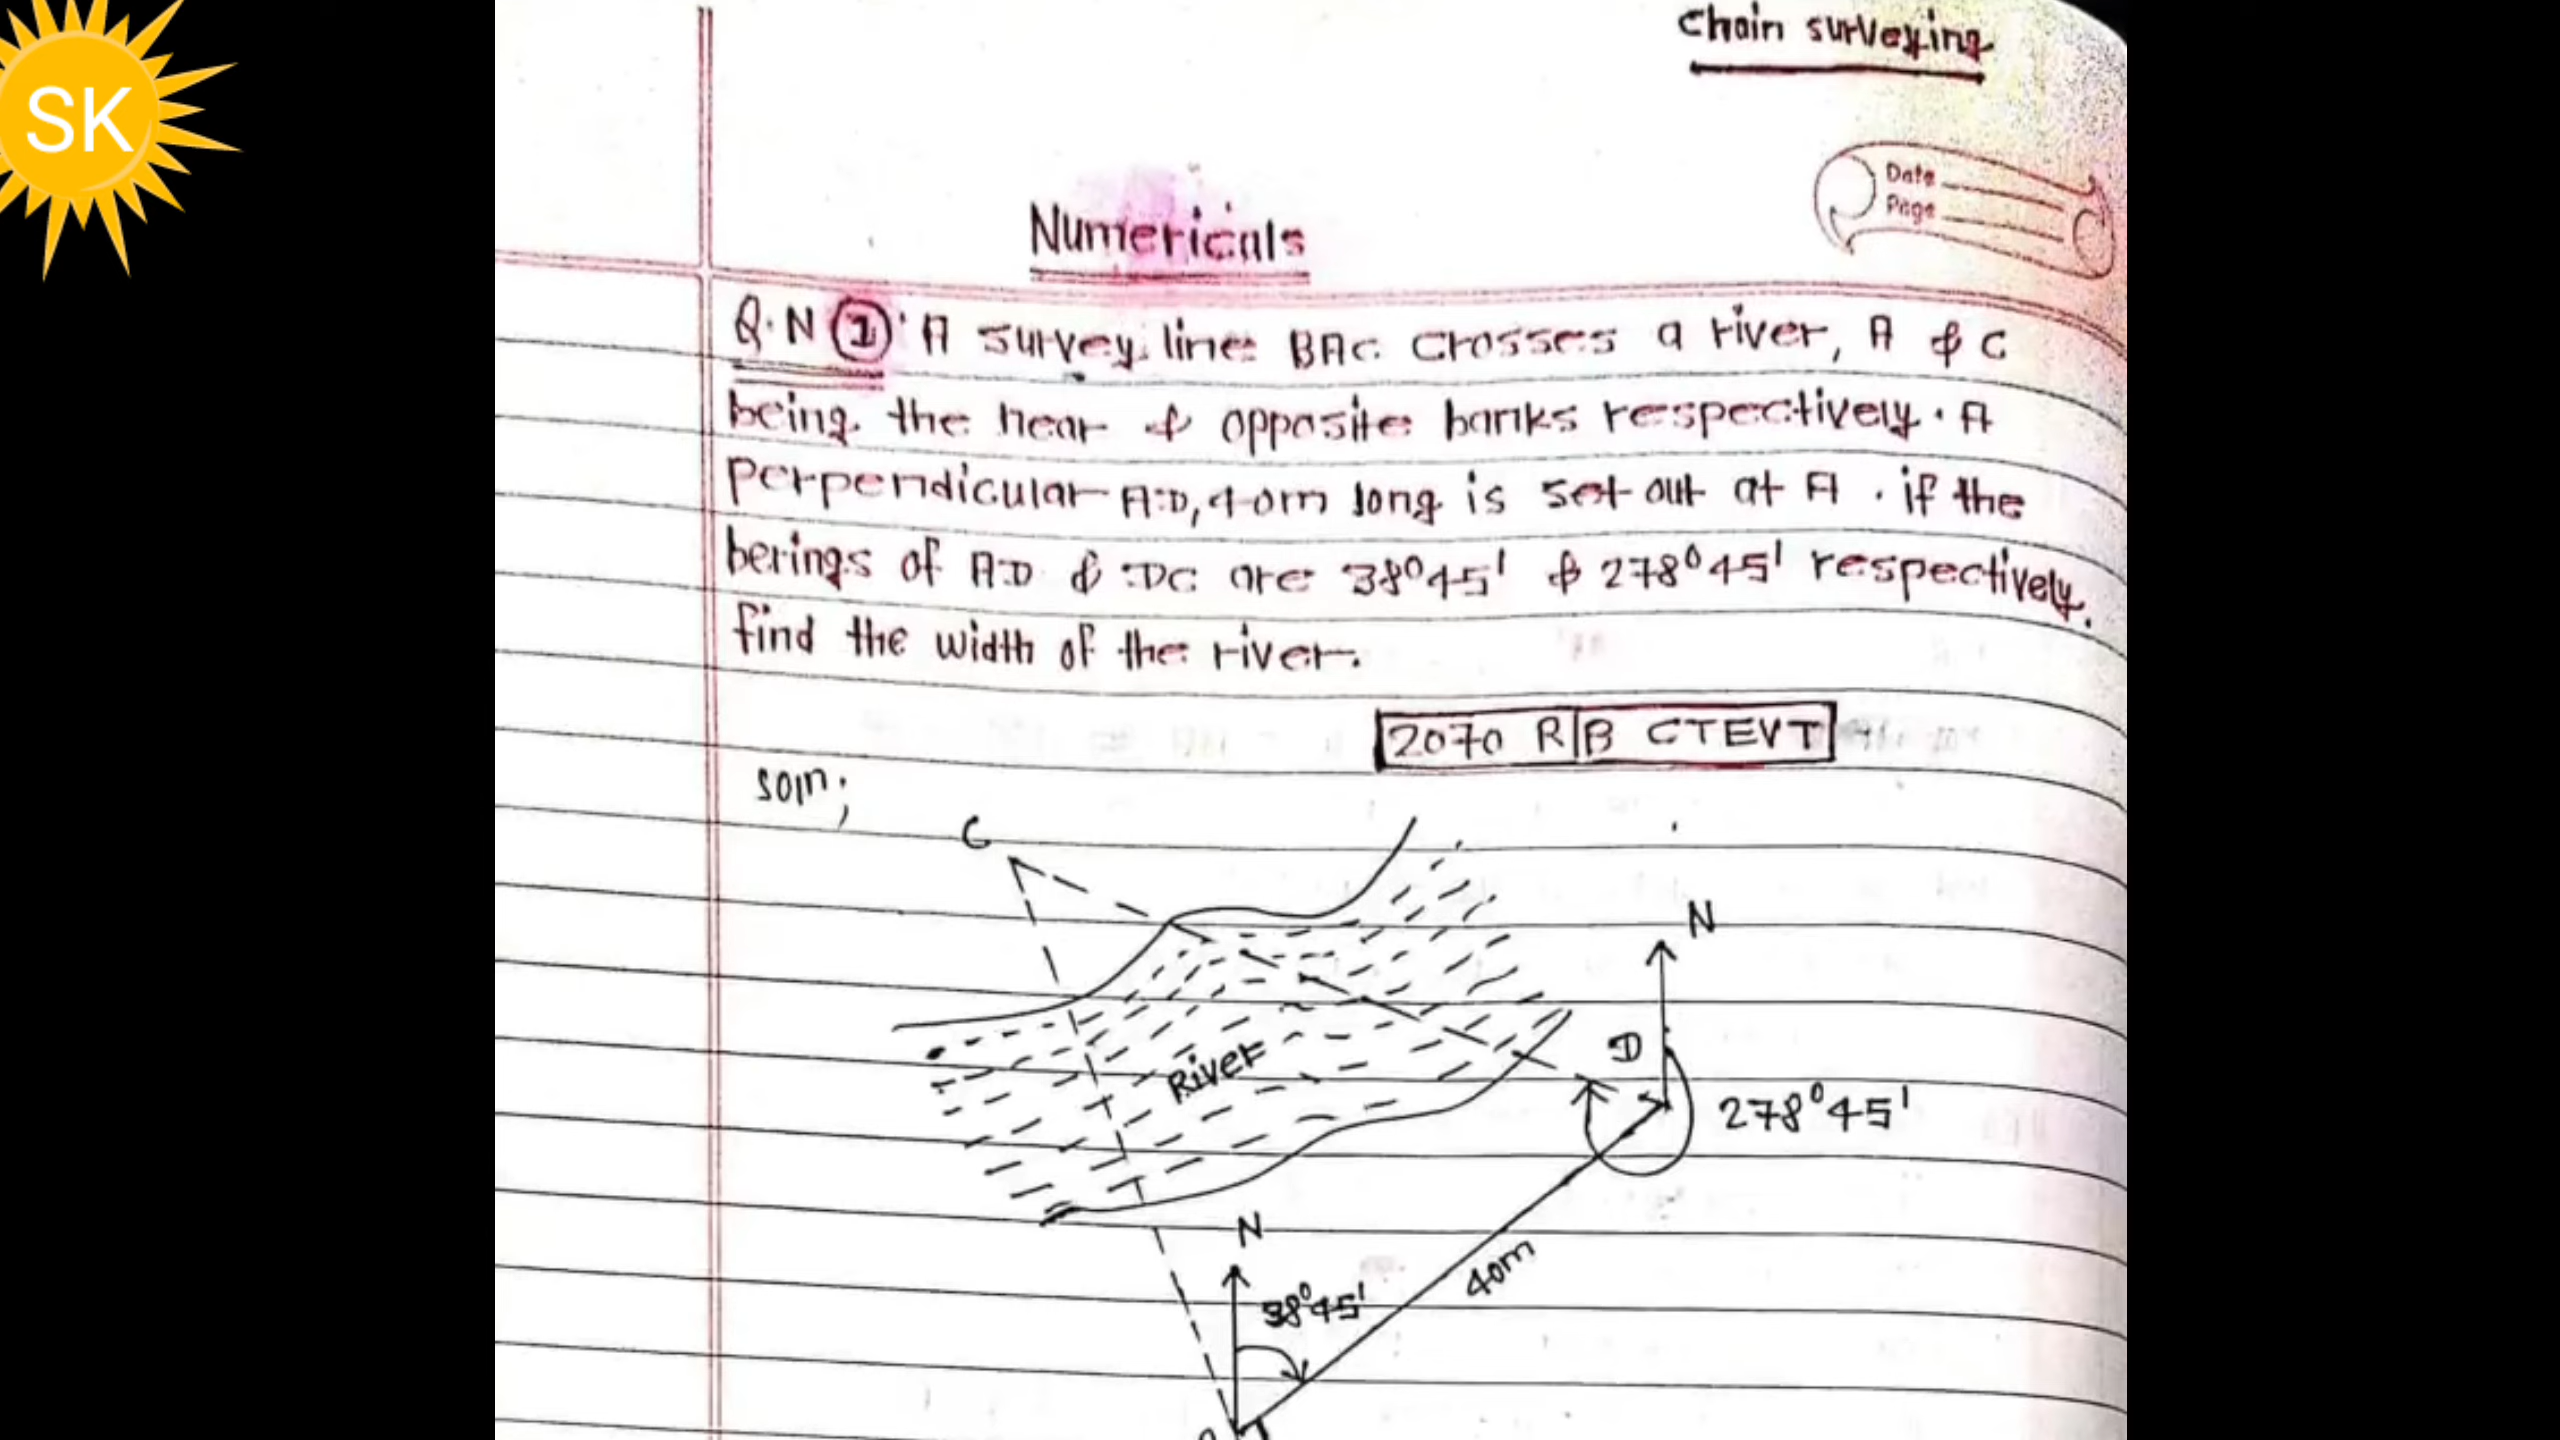 SK
Chain surveying
Date
Page
Numericals
Q.N 1: A survey line BAC crosses a river, A & C
being the near & opposite banks respectively. A
perpendicular AD, 40m long is set out at A. if the
berings of AD & DC are 38°45' & 278°45' respectively.
find the width of the river.
2070 R|B CTEVT
soln;
C
N
D
278°45'
River
N
38°45'
40m